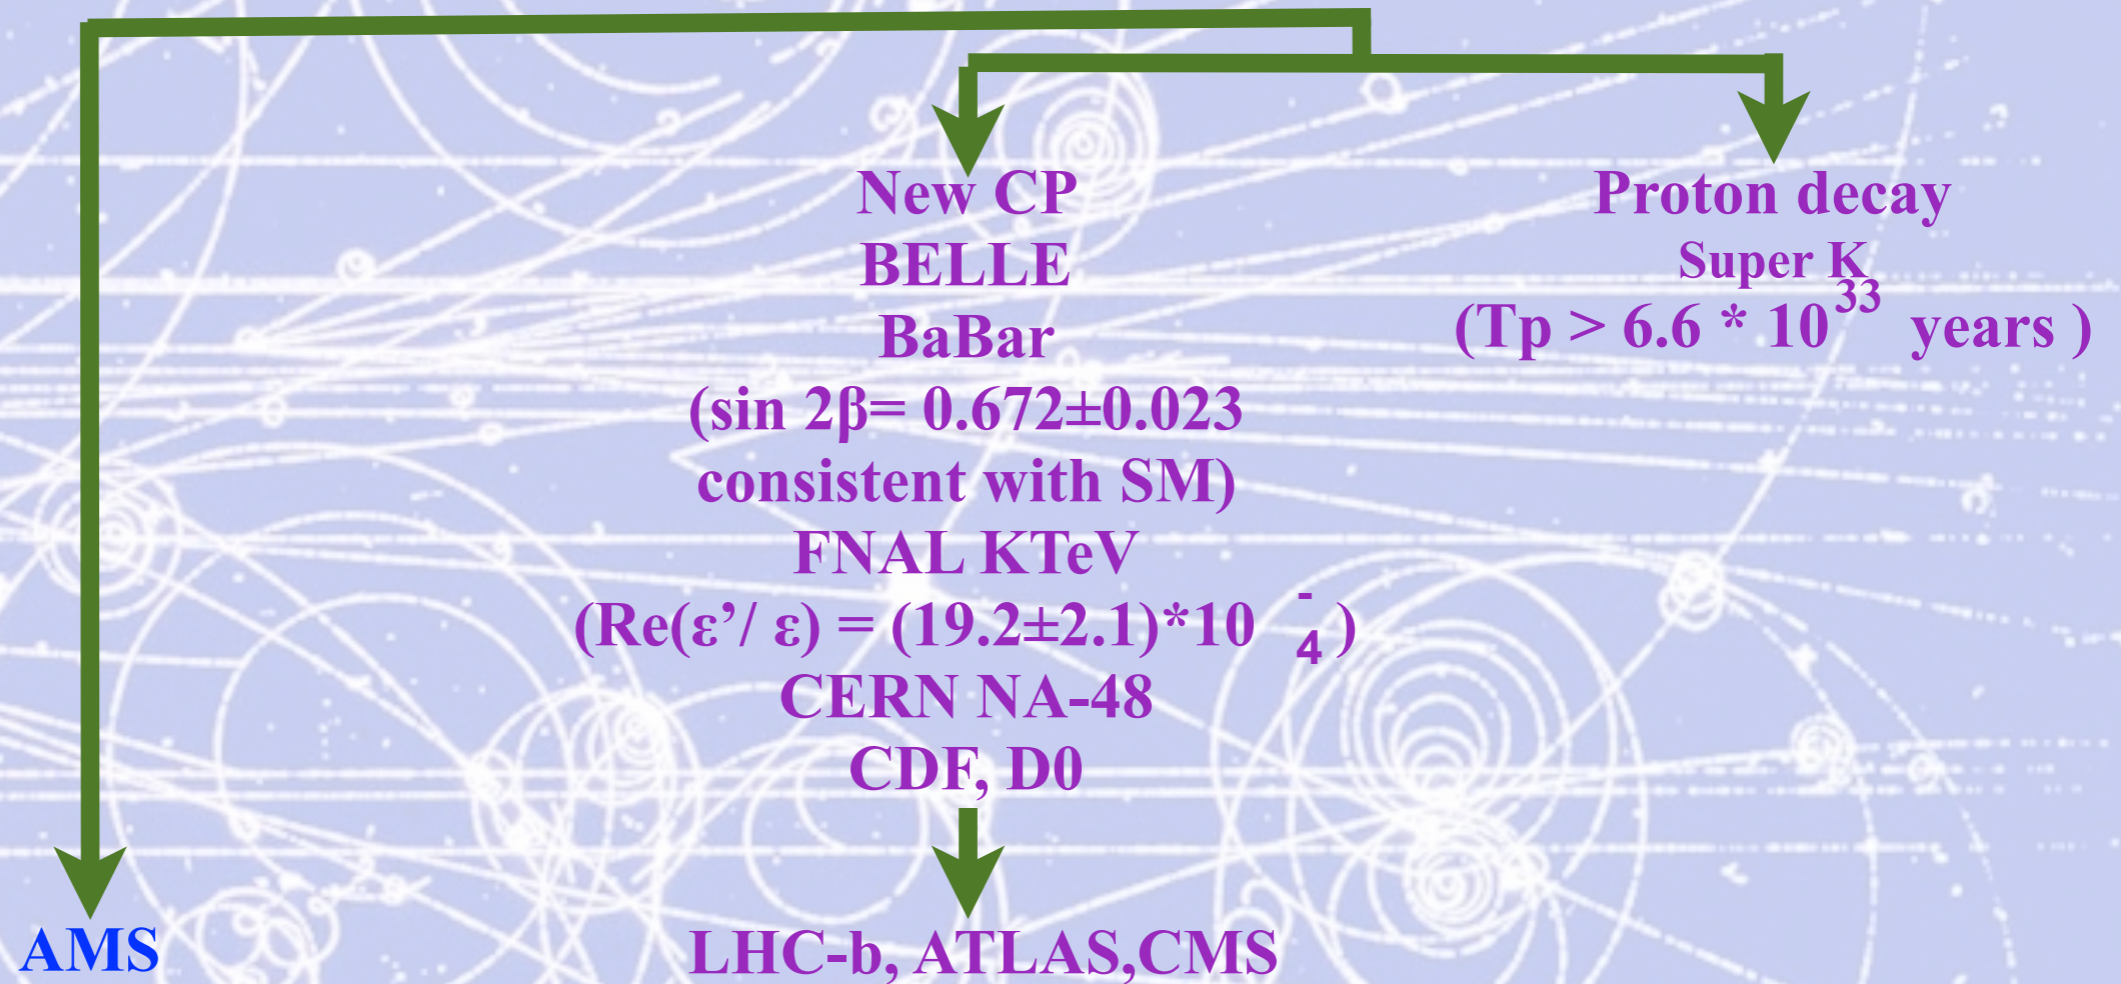 New CP
BELLE
BaBar
(sin 2β= 0.672±0.023
consistent with SM)
FNAL KTeV
(Re(ε’/ ε) = (19.2±2.1)*10 -4 )
CERN NA-48
CDF, D0
LHC-b, ATLAS,CMS
Proton decay
Super K
(Tp > 6.6 * 10 33 years )
AMS